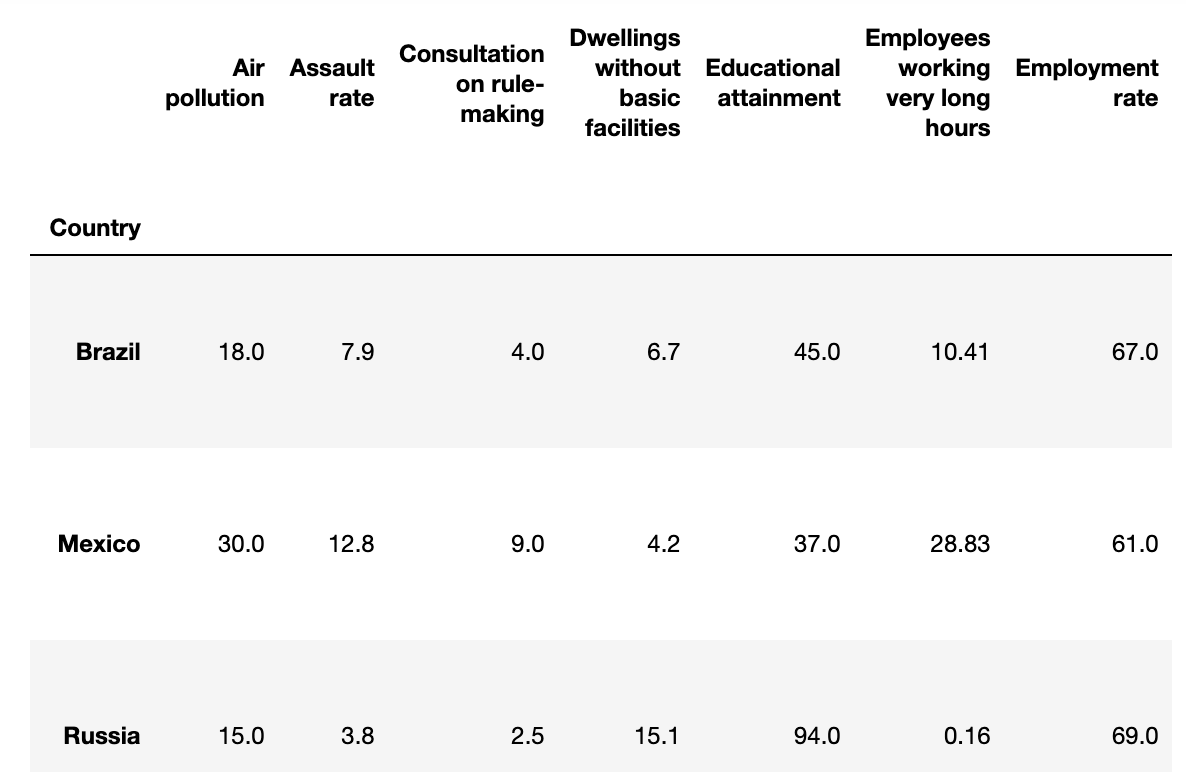 Air pollution Assault rate Consultation on rule-making Dwellings without basic facilities Educational attainment Employees working very long hours Employment rate
Country
Brazil 18.0 7.9 4.0 6.7 45.0 10.41 67.0
Mexico 30.0 12.8 9.0 4.2 37.0 28.83 61.0
Russia 15.0 3.8 2.5 15.1 94.0 0.16 69.0